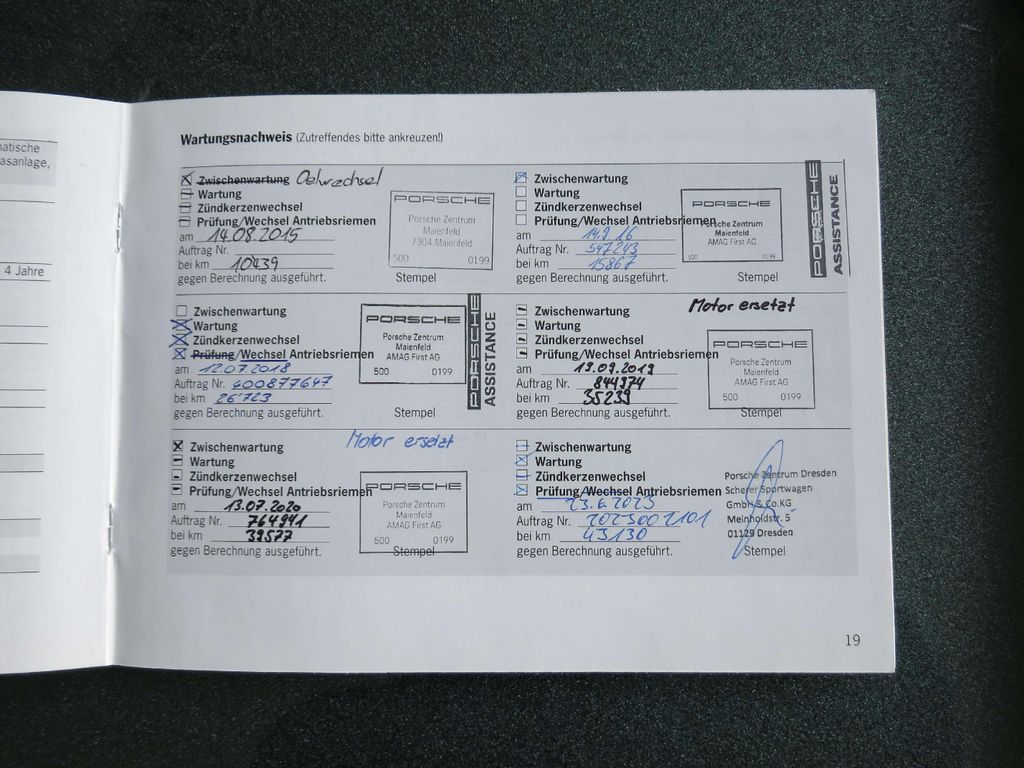 atische
asanlage,
4 Jahre
Wartungsnachweis (Zutreffendes bitte ankreuzen!)
Zwischenwartung Oelwechsel
Wartung
Zündkerzenwechsel
Prüfung/Wechsel Antriebsriemen
am 14.08.2015
Auftrag Nr.
bei km 10439
gegen Berechnung ausgeführt.
PORSCHE
Porsche Zentrum
Maienfeld
7304 Maienfeld
500 0199
Stempel
Zwischenwartung
Wartung
Zündkerzenwechsel
Prüfung/Wechsel Antriebsriemen
am 14.9.16
Auftrag Nr. 547243
bei km 15867
gegen Berechnung ausgeführt.
PORSCHE
Porsche Zentrum
Maienfeld
AMAG First AG
500 0199
Stempel
PORSCHE
ASSISTANCE
Zwischenwartung
Wartung
Zündkerzenwechsel
Prüfung/Wechsel Antriebsriemen
am 12.07.2018
Auftrag Nr. 600877647
bei km 26723
gegen Berechnung ausgeführt.
PORSCHE
Porsche Zentrum
Maienfeld
AMAG First AG
500 0199
Stempel
PORSCHE
ASSISTANCE
Motor ersetzt
Zwischenwartung
Wartung
Zündkerzenwechsel
Prüfung/Wechsel Antriebsriemen
am 19.09.2019
Auftrag Nr. 844974
bei km 35239
gegen Berechnung ausgeführt.
PORSCHE
Porsche Zentrum
Maienfeld
AMAG First AG
500 0199
Stempel
Motor ersetzt
Zwischenwartung
Wartung
Zündkerzenwechsel
Prüfung/Wechsel Antriebsriemen
am 13.07.2020
Auftrag Nr. 764941
bei km 39577
gegen Berechnung ausgeführt.
PORSCHE
Porsche Zentrum
Maienfeld
AMAG First AG
500 0199
Stempel
Zwischenwartung
Wartung
Zündkerzenwechsel
Prüfung/Wechsel Antriebsriemen
am 23.6.2023
Auftrag Nr. 2023002101
bei km 43130
gegen Berechnung ausgeführt.
Porsche Zentrum Dresden
Scherer Sportwagen
GmbH & Co.KG
Meinholdstr. 5
01129 Dresden
Stempel
19